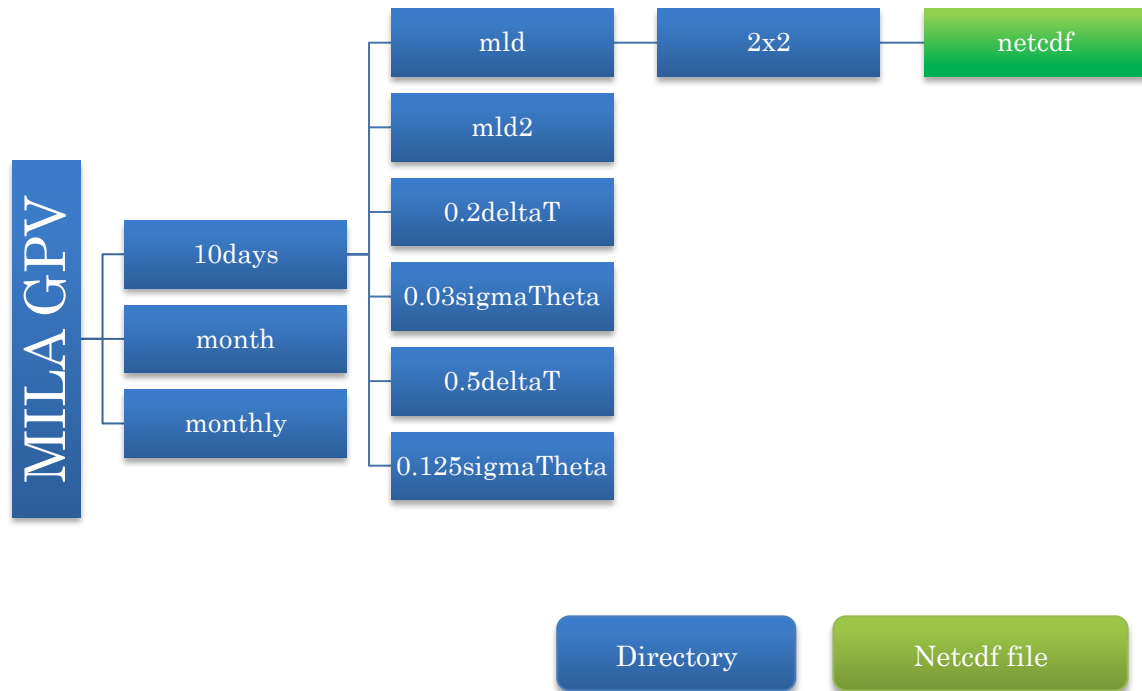 MILA GPV
10days
month
monthly
mld
mld2
0.2deltaT
0.03sigmaTheta
0.5deltaT
0.125sigmaTheta
2x2
netcdf
Directory
Netcdf file